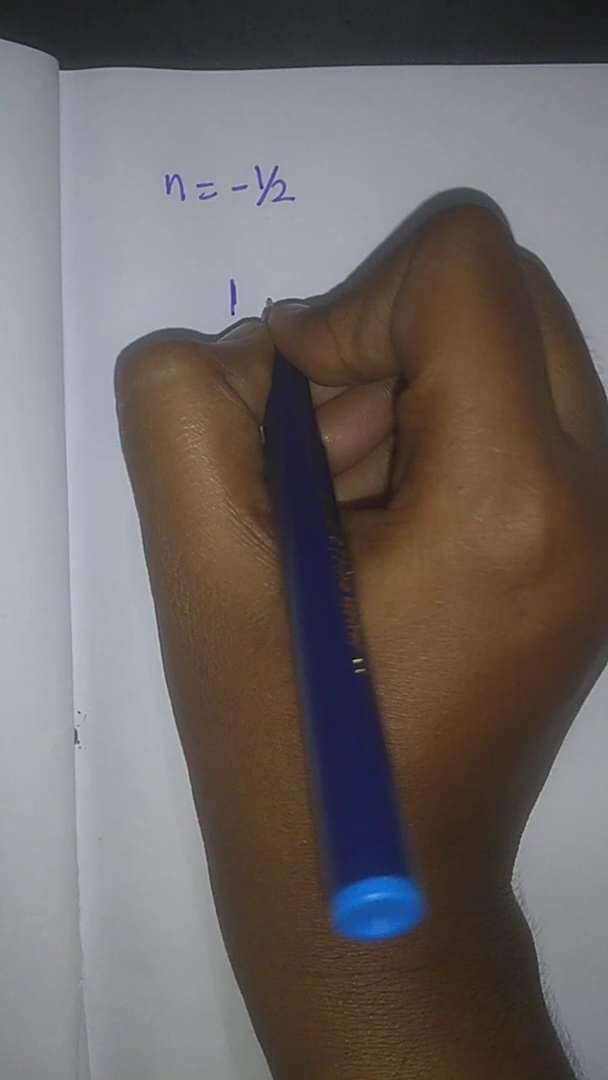 n = -1/2
1